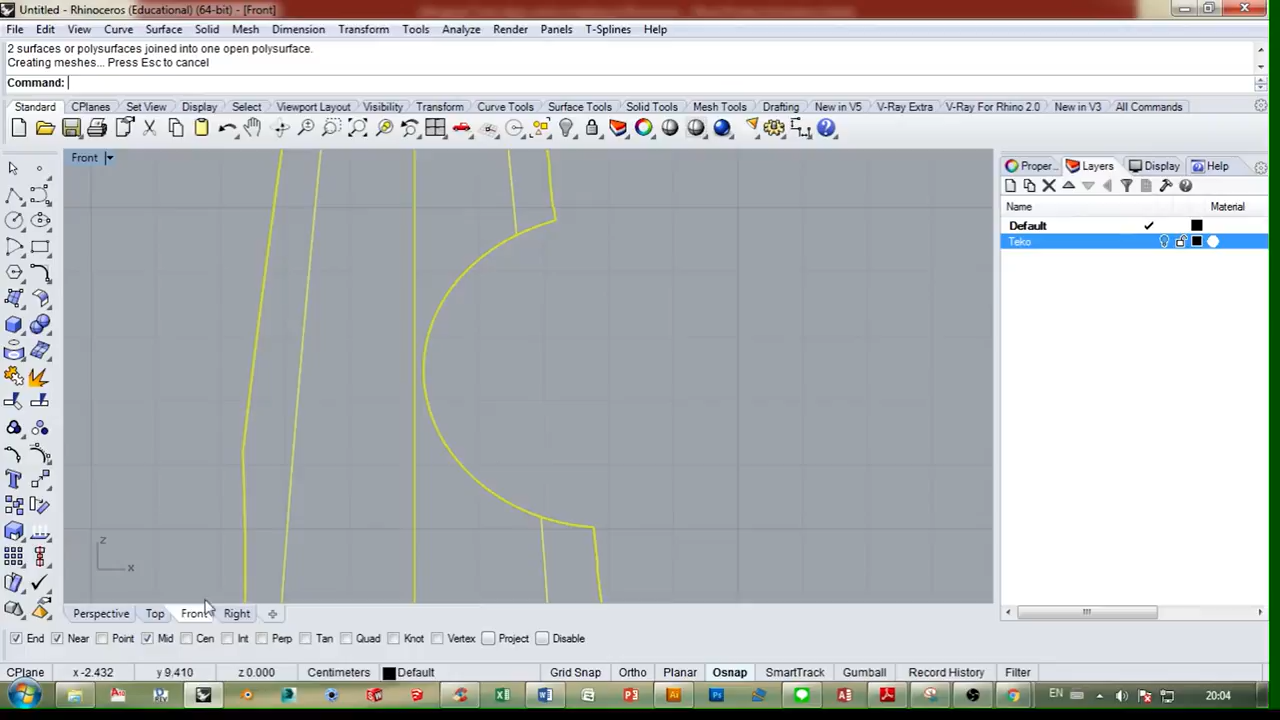 Untitled - Rhinoceros (Educational) (64-bit) - [Front]
File Edit View Curve Surface Solid Mesh Dimension Transform Tools Analyze Render Panels T-Splines Help
2 surfaces or polysurfaces joined into one open polysurface.
Creating meshes... Press Esc to cancel
Command:
Standard CPlanes Set View Display Select Viewport Layout Visibility Transform Curve Tools Surface Tools Solid Tools Mesh Tools Drafting New in V5 V-Ray Extra V-Ray For Rhino 2.0 New in V3 All Commands
Front
Proper... Layers Display Help
Name Material
Default
Teko
z
x
Perspective Top Front Right
End Near Point Mid Cen Int Perp Tan Quad Knot Vertex Project Disable
CPlane x -2.432 y 9.410 z 0.000 Centimeters Default Grid Snap Ortho Planar Osnap SmartTrack Gumball Record History Filter
EN 20:04